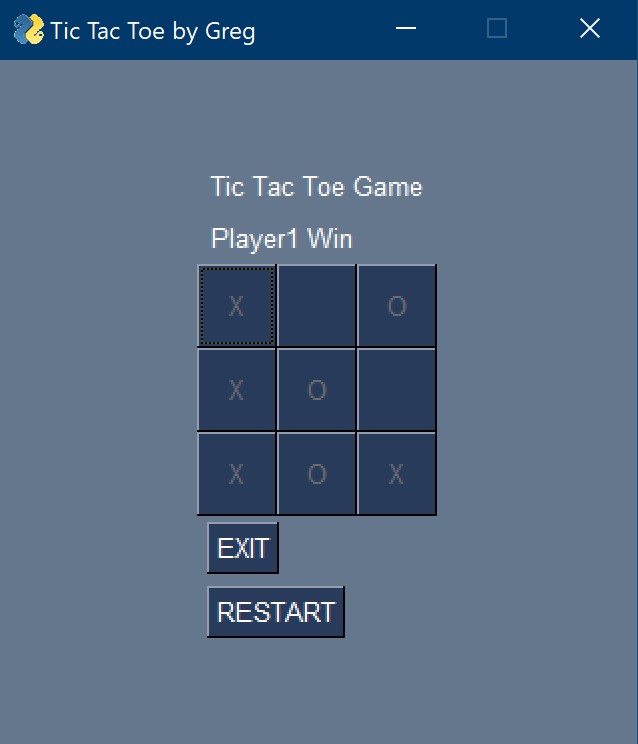 Tic Tac Toe by Greg
Tic Tac Toe Game
Player1 Win
X O
X O
X O X
EXIT
RESTART